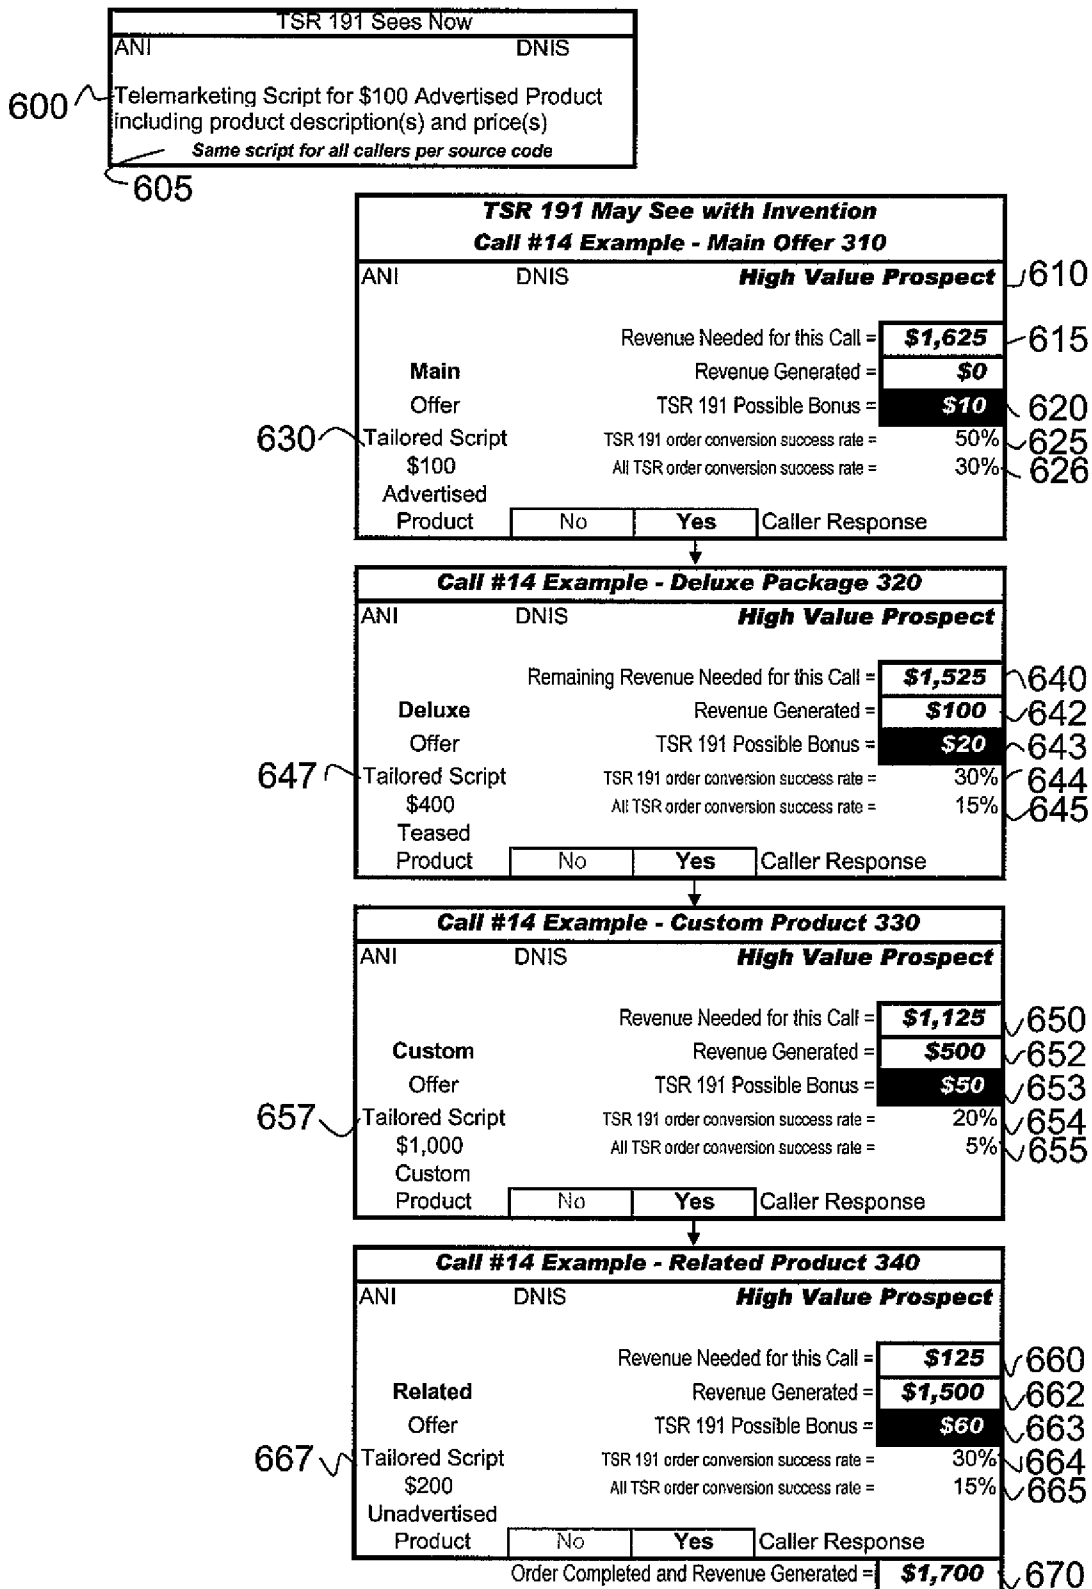 TSR 191 Sees Now
ANI DNIS
600 Telemarketing Script for $100 Advertised Product
including product description(s) and price(s)
Same script for all callers per source code
605
TSR 191 May See with Invention
Call #14 Example - Main Offer 310
ANI DNIS High Value Prospect 610
Revenue Needed for this Call = $1,625 615
Main Revenue Generated = $0
Offer TSR 191 Possible Bonus = $10 620
630 Tailored Script TSR 191 order conversion success rate = 50% 625
$100 All TSR order conversion success rate = 30% 626
Advertised
Product No Yes Caller Response
Call #14 Example - Deluxe Package 320
ANI DNIS High Value Prospect
Remaining Revenue Needed for this Call = $1,525 640
Deluxe Revenue Generated = $100 642
Offer TSR 191 Possible Bonus = $20 643
647 Tailored Script TSR 191 order conversion success rate = 30% 644
$400 All TSR order conversion success rate = 15% 645
Teased
Product No Yes Caller Response
Call #14 Example - Custom Product 330
ANI DNIS High Value Prospect
Revenue Needed for this Call = $1,125 650
Custom Revenue Generated = $500 652
Offer TSR 191 Possible Bonus = $50 653
657 Tailored Script TSR 191 order conversion success rate = 20% 654
$1,000 All TSR order conversion success rate = 5% 655
Custom
Product No Yes Caller Response
Call #14 Example - Related Product 340
ANI DNIS High Value Prospect
Revenue Needed for this Call = $125 660
Related Revenue Generated = $1,500 662
Offer TSR 191 Possible Bonus = $60 663
667 Tailored Script TSR 191 order conversion success rate = 30% 664
$200 All TSR order conversion success rate = 15% 665
Unadvertised
Product No Yes Caller Response
Order Completed and Revenue Generated = $1,700 670